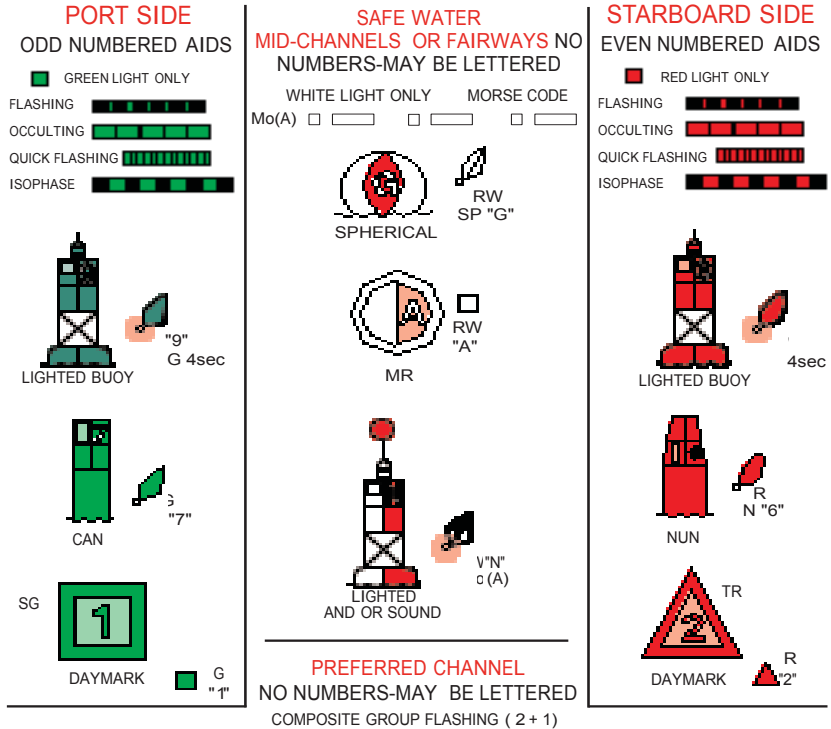 PORT SIDE
ODD NUMBERED AIDS
GREEN LIGHT ONLY
FLASHING
OCCULTING
QUICK FLASHING
ISOPHASE
"9"
G 4sec
LIGHTED BUOY
G
"7"
CAN
SG
1
DAYMARK
G
"1"
SAFE WATER
MID-CHANNELS OR FAIRWAYS NO
NUMBERS-MAY BE LETTERED
WHITE LIGHT ONLY
MORSE CODE
Mo(A)
G
RW
SP "G"
SPHERICAL
A
RW
"A"
MR
"N"
(A)
LIGHTED
AND OR SOUND
PREFERRED CHANNEL
NO NUMBERS-MAY BE LETTERED
COMPOSITE GROUP FLASHING ( 2 + 1)
STARBOARD SIDE
EVEN NUMBERED AIDS
RED LIGHT ONLY
FLASHING
OCCULTING
QUICK FLASHING
ISOPHASE
4sec
LIGHTED BUOY
R
N "6"
NUN
TR
2
DAYMARK
R
"2"